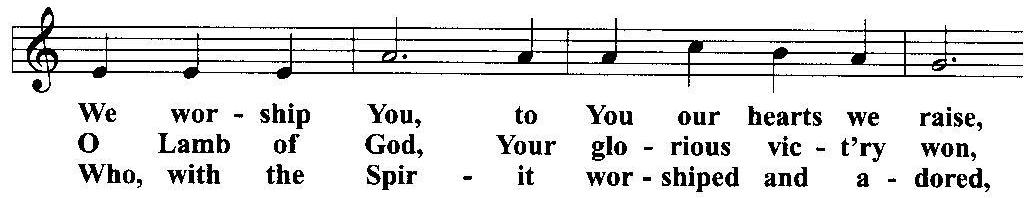 We wor - ship You, to You our hearts we raise,
O Lamb of God, Your glo - rious vic - t'ry won,
Who, with the Spir - it wor - shiped and a - dored,